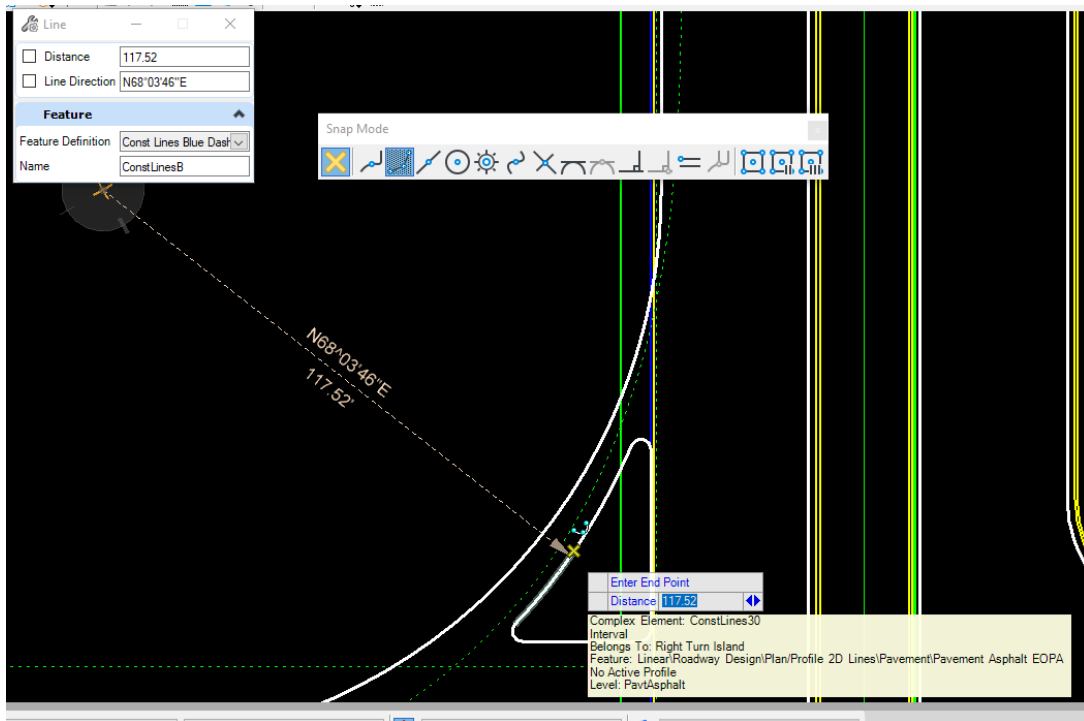 Line
Distance 117.52
Line Direction N68°03'46"E
Feature
Feature Definition Const Lines Blue Dash
Name ConstLinesB
Snap Mode
N68^03'46"E
117.52'
Enter End Point
Distance 117.52
Complex Element: ConstLines30
Interval
Belongs To: Right Turn Island
Feature: Linear\Roadway Design\Plan/Profile 2D Lines\Pavement\Pavement Asphalt EOPA
No Active Profile
Level: PavtAsphalt